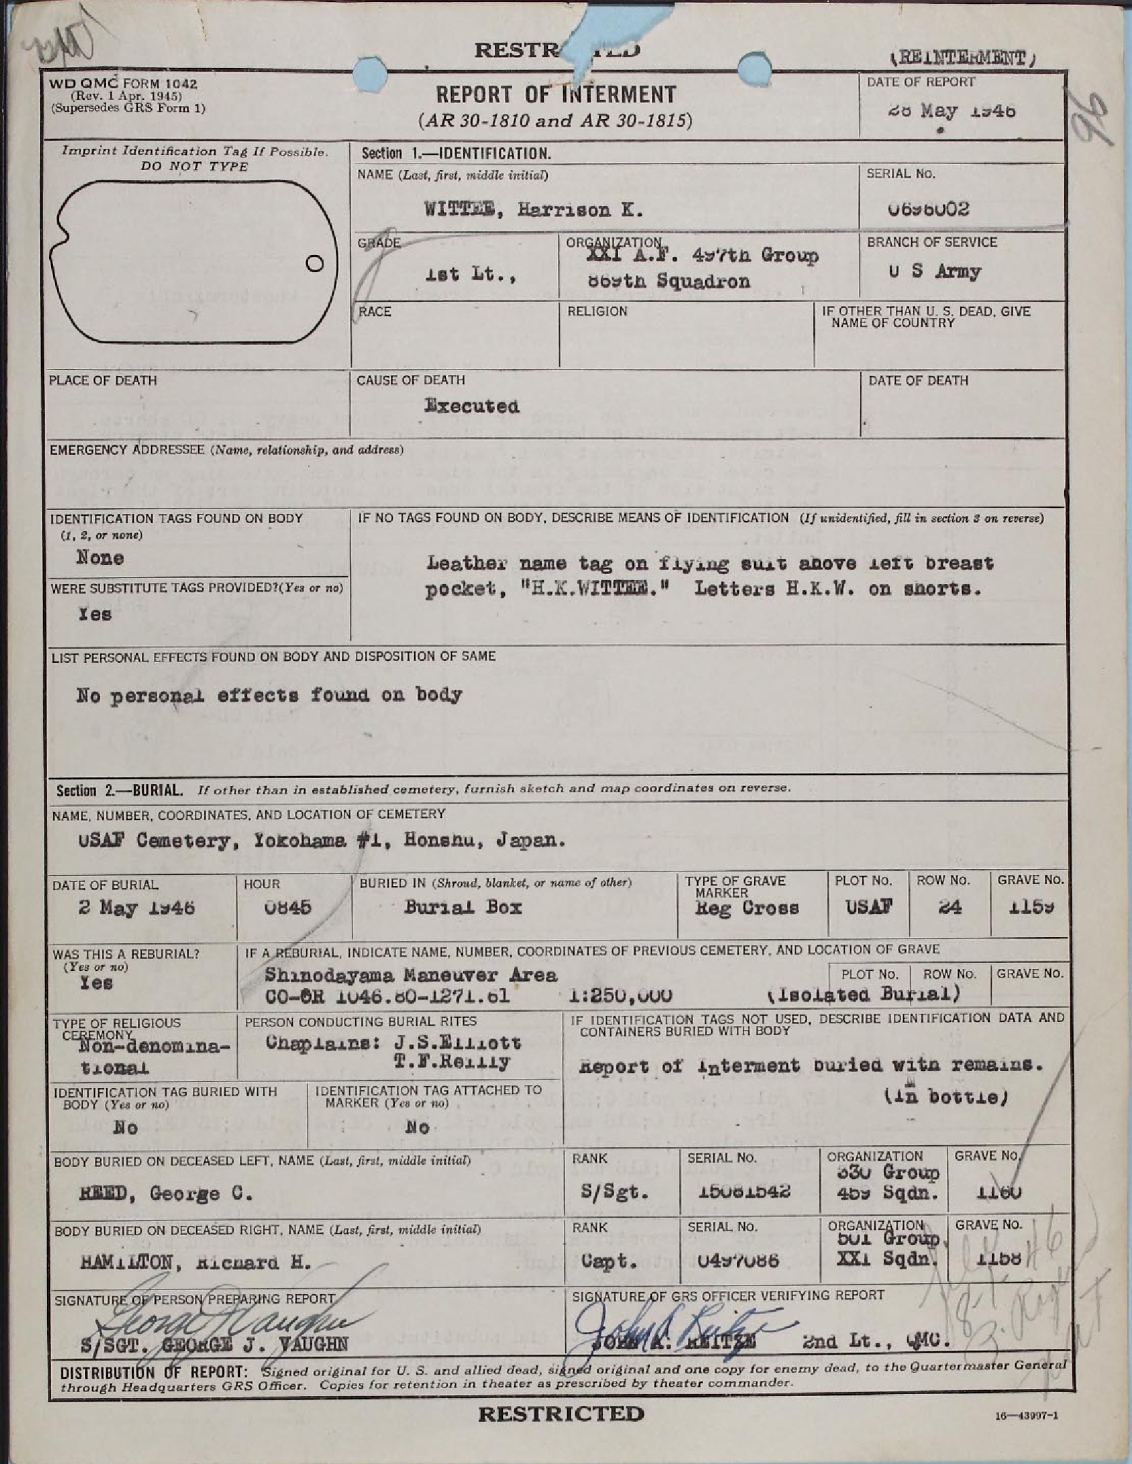 RESTR
(REINTERMENT)
WD QMC FORM 1042
(Rev. 1 Apr. 1945)
(Supersedes GRS Form 1)
REPORT OF INTERMENT
(AR 30-1810 and AR 30-1815)
DATE OF REPORT
28 May 1946
96
Imprint Identification Tag If Possible.
DO NOT TYPE
Section 1.—IDENTIFICATION.
NAME (Last, first, middle initial)
WITTEE, Harrison K.
SERIAL No.
0696002
GRADE
1st Lt.,
ORGANIZATION
XXI A.F. 497th Group
869th Squadron
BRANCH OF SERVICE
U S Army
RACE
RELIGION
IF OTHER THAN U. S. DEAD, GIVE
NAME OF COUNTRY
PLACE OF DEATH
CAUSE OF DEATH
Executed
DATE OF DEATH
EMERGENCY ADDRESSEE (Name, relationship, and address)
IDENTIFICATION TAGS FOUND ON BODY
(1, 2, or none)
None
WERE SUBSTITUTE TAGS PROVIDED?(Yes or no)
Yes
IF NO TAGS FOUND ON BODY, DESCRIBE MEANS OF IDENTIFICATION (If unidentified, fill in section 3 on reverse)
Leather name tag on flying suit above left breast
pocket, "H.K.WITTEE." Letters H.K.W. on shorts.
LIST PERSONAL EFFECTS FOUND ON BODY AND DISPOSITION OF SAME
No personal effects found on body
Section 2.—BURIAL. If other than in established cemetery, furnish sketch and map coordinates on reverse.
NAME, NUMBER, COORDINATES, AND LOCATION OF CEMETERY
USAF Cemetery, Yokohama #1, Honshu, Japan.
DATE OF BURIAL
2 May 1946
HOUR
0845
BURIED IN (Shroud, blanket, or name of other)
Burial Box
TYPE OF GRAVE
MARKER
Reg Cross
PLOT No.
USAF
ROW No.
24
GRAVE No.
1159
WAS THIS A REBURIAL?
(Yes or no)
Yes
IF A REBURIAL, INDICATE NAME, NUMBER, COORDINATES OF PREVIOUS CEMETERY, AND LOCATION OF GRAVE
Shinodayama Maneuver Area
CO-OR 1046.80-1271.61 1:250,000
PLOT No. ROW No. GRAVE No.
(Isolated Burial)
TYPE OF RELIGIOUS
CEREMONY
Non-denomina-
tional
PERSON CONDUCTING BURIAL RITES
Chaplains: J.S.Elliott
T.F.Reilly
IF IDENTIFICATION TAGS NOT USED, DESCRIBE IDENTIFICATION DATA AND
CONTAINERS BURIED WITH BODY
Report of Interment buried with remains.
(in bottle)
IDENTIFICATION TAG BURIED WITH
BODY (Yes or no)
No
IDENTIFICATION TAG ATTACHED TO
MARKER (Yes or no)
No
BODY BURIED ON DECEASED LEFT, NAME (Last, first, middle initial)
REED, George C.
RANK
S/Sgt.
SERIAL No.
15081542
ORGANIZATION
330 Group
459 Sqdn.
GRAVE No.
1160
BODY BURIED ON DECEASED RIGHT, NAME (Last, first, middle initial)
HAMILTON, Richard H.
RANK
Capt.
SERIAL No.
0497086
ORGANIZATION
501 Group
XXI Sqdn.
GRAVE No.
1158
SIGNATURE OF PERSON PREPARING REPORT
George J Vaughn
S/SGT. GEORGE J. VAUGHN
SIGNATURE OF GRS OFFICER VERIFYING REPORT
John A. Reitze
JOHN A. REITZE 2nd Lt., QMC.
DISTRIBUTION OF REPORT: Signed original for U. S. and allied dead, signed original and one copy for enemy dead, to the Quartermaster General
through Headquarters GRS Officer. Copies for retention in theater as prescribed by theater commander.
RESTRICTED
16—43997-1